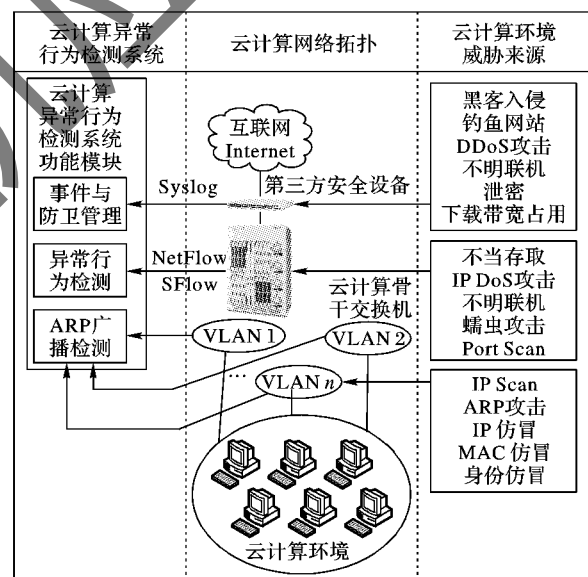 云计算异常
行为检测系统
云计算网络拓扑
云计算环境
威胁来源
云计算
异常行为
检测系统
功能模块
事件与
防卫管理
异常行
为检测
ARP广
播检测
互联网
Internet
Syslog
第三方安全设备
NetFlow
SFlow
云计算骨
干交换机
VLAN 1
VLAN 2
…
VLAN n
云计算环境
黑客入侵
钓鱼网站
DDoS攻击
不明联机
泄密
下载带宽占用
不当存取
IP DoS攻击
不明联机
蠕虫攻击
Port Scan
IP Scan
ARP攻击
IP 仿冒
MAC 仿冒
身份仿冒